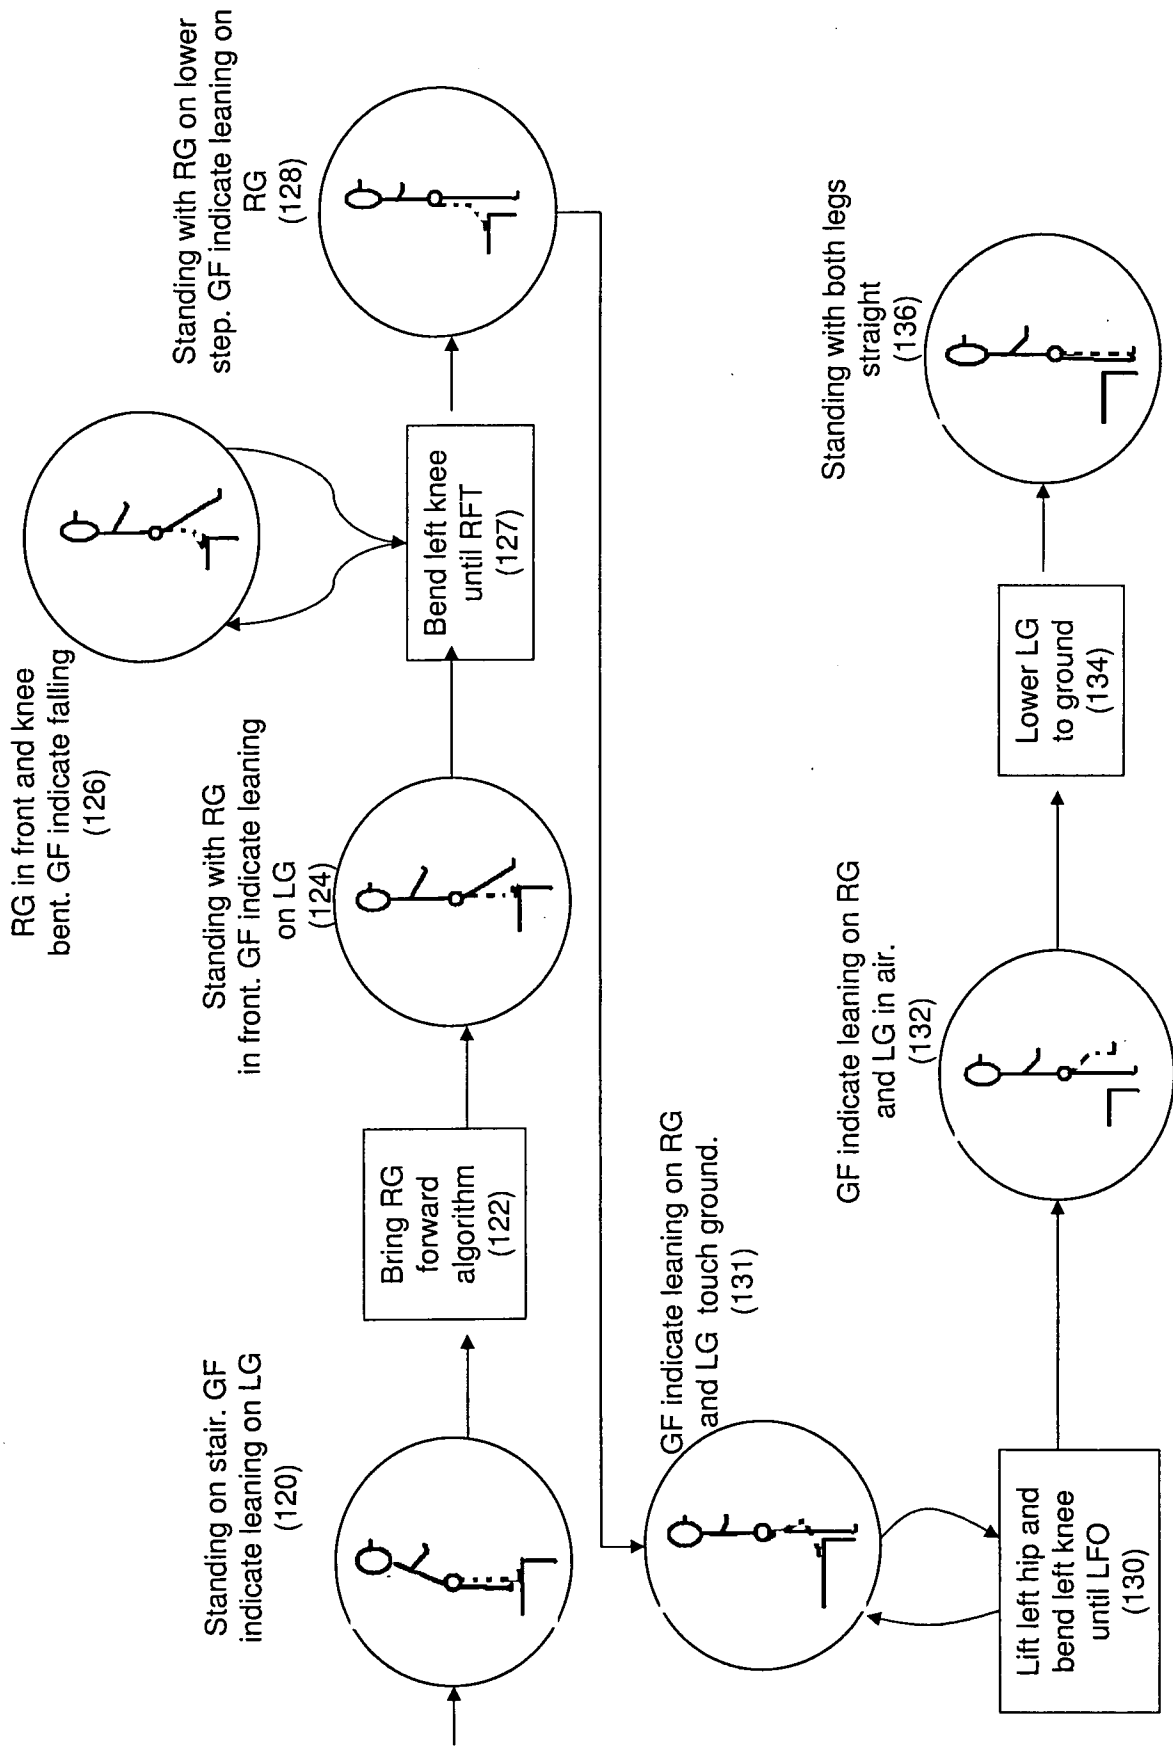 Standing on stair. GF
indicate leaning on LG
(120)
Bring RG
forward
algorithm
(122)
Standing with RG
in front. GF indicate leaning
on LG
(124)
RG in front and knee
bent. GF indicate falling
(126)
Bend left knee
until RFT
(127)
Standing with RG on lower
step. GF indicate leaning on
RG
(128)
GF indicate leaning on RG
and LG touch ground.
(131)
Lift left hip and
bend left knee
until LFO
(130)
GF indicate leaning on RG
and LG in air.
(132)
Lower LG
to ground
(134)
Standing with both legs
straight
(136)